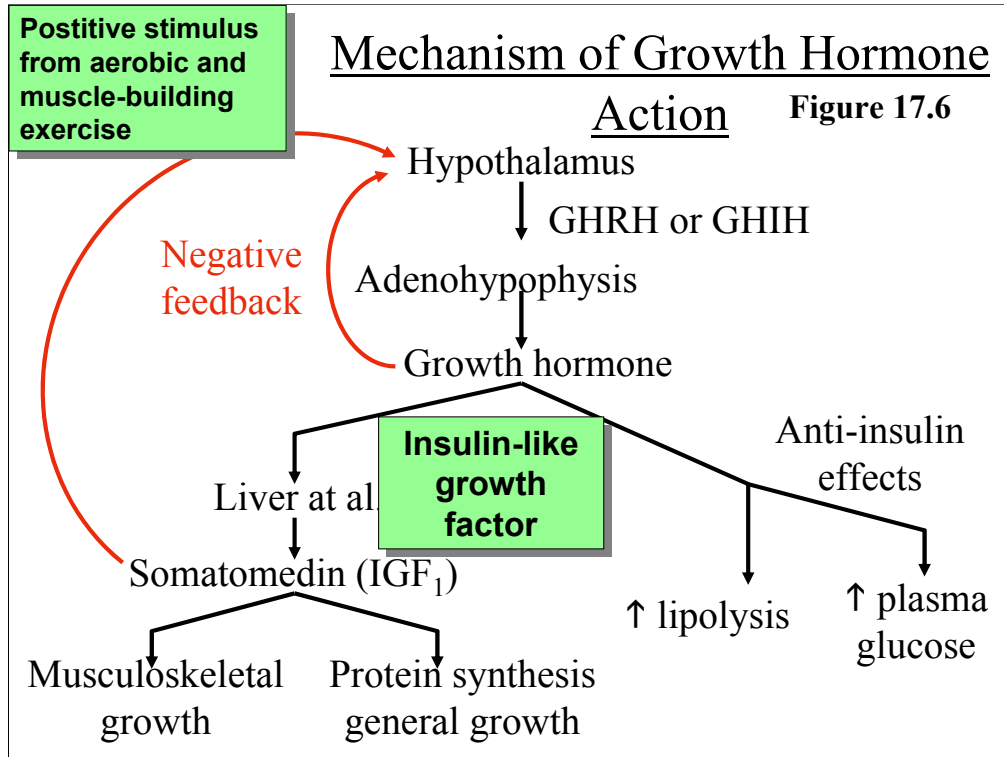 Postitive stimulus
from aerobic and
muscle-building
exercise
Mechanism of Growth Hormone
Action
Figure 17.6
Hypothalamus
GHRH or GHIH
Negative
feedback
Adenohypophysis
Growth hormone
Insulin-like
growth
factor
Anti-insulin
effects
Liver at al.
Somatomedin (IGF₁)
↑ lipolysis
↑ plasma
glucose
Musculoskeletal
growth
Protein synthesis
general growth